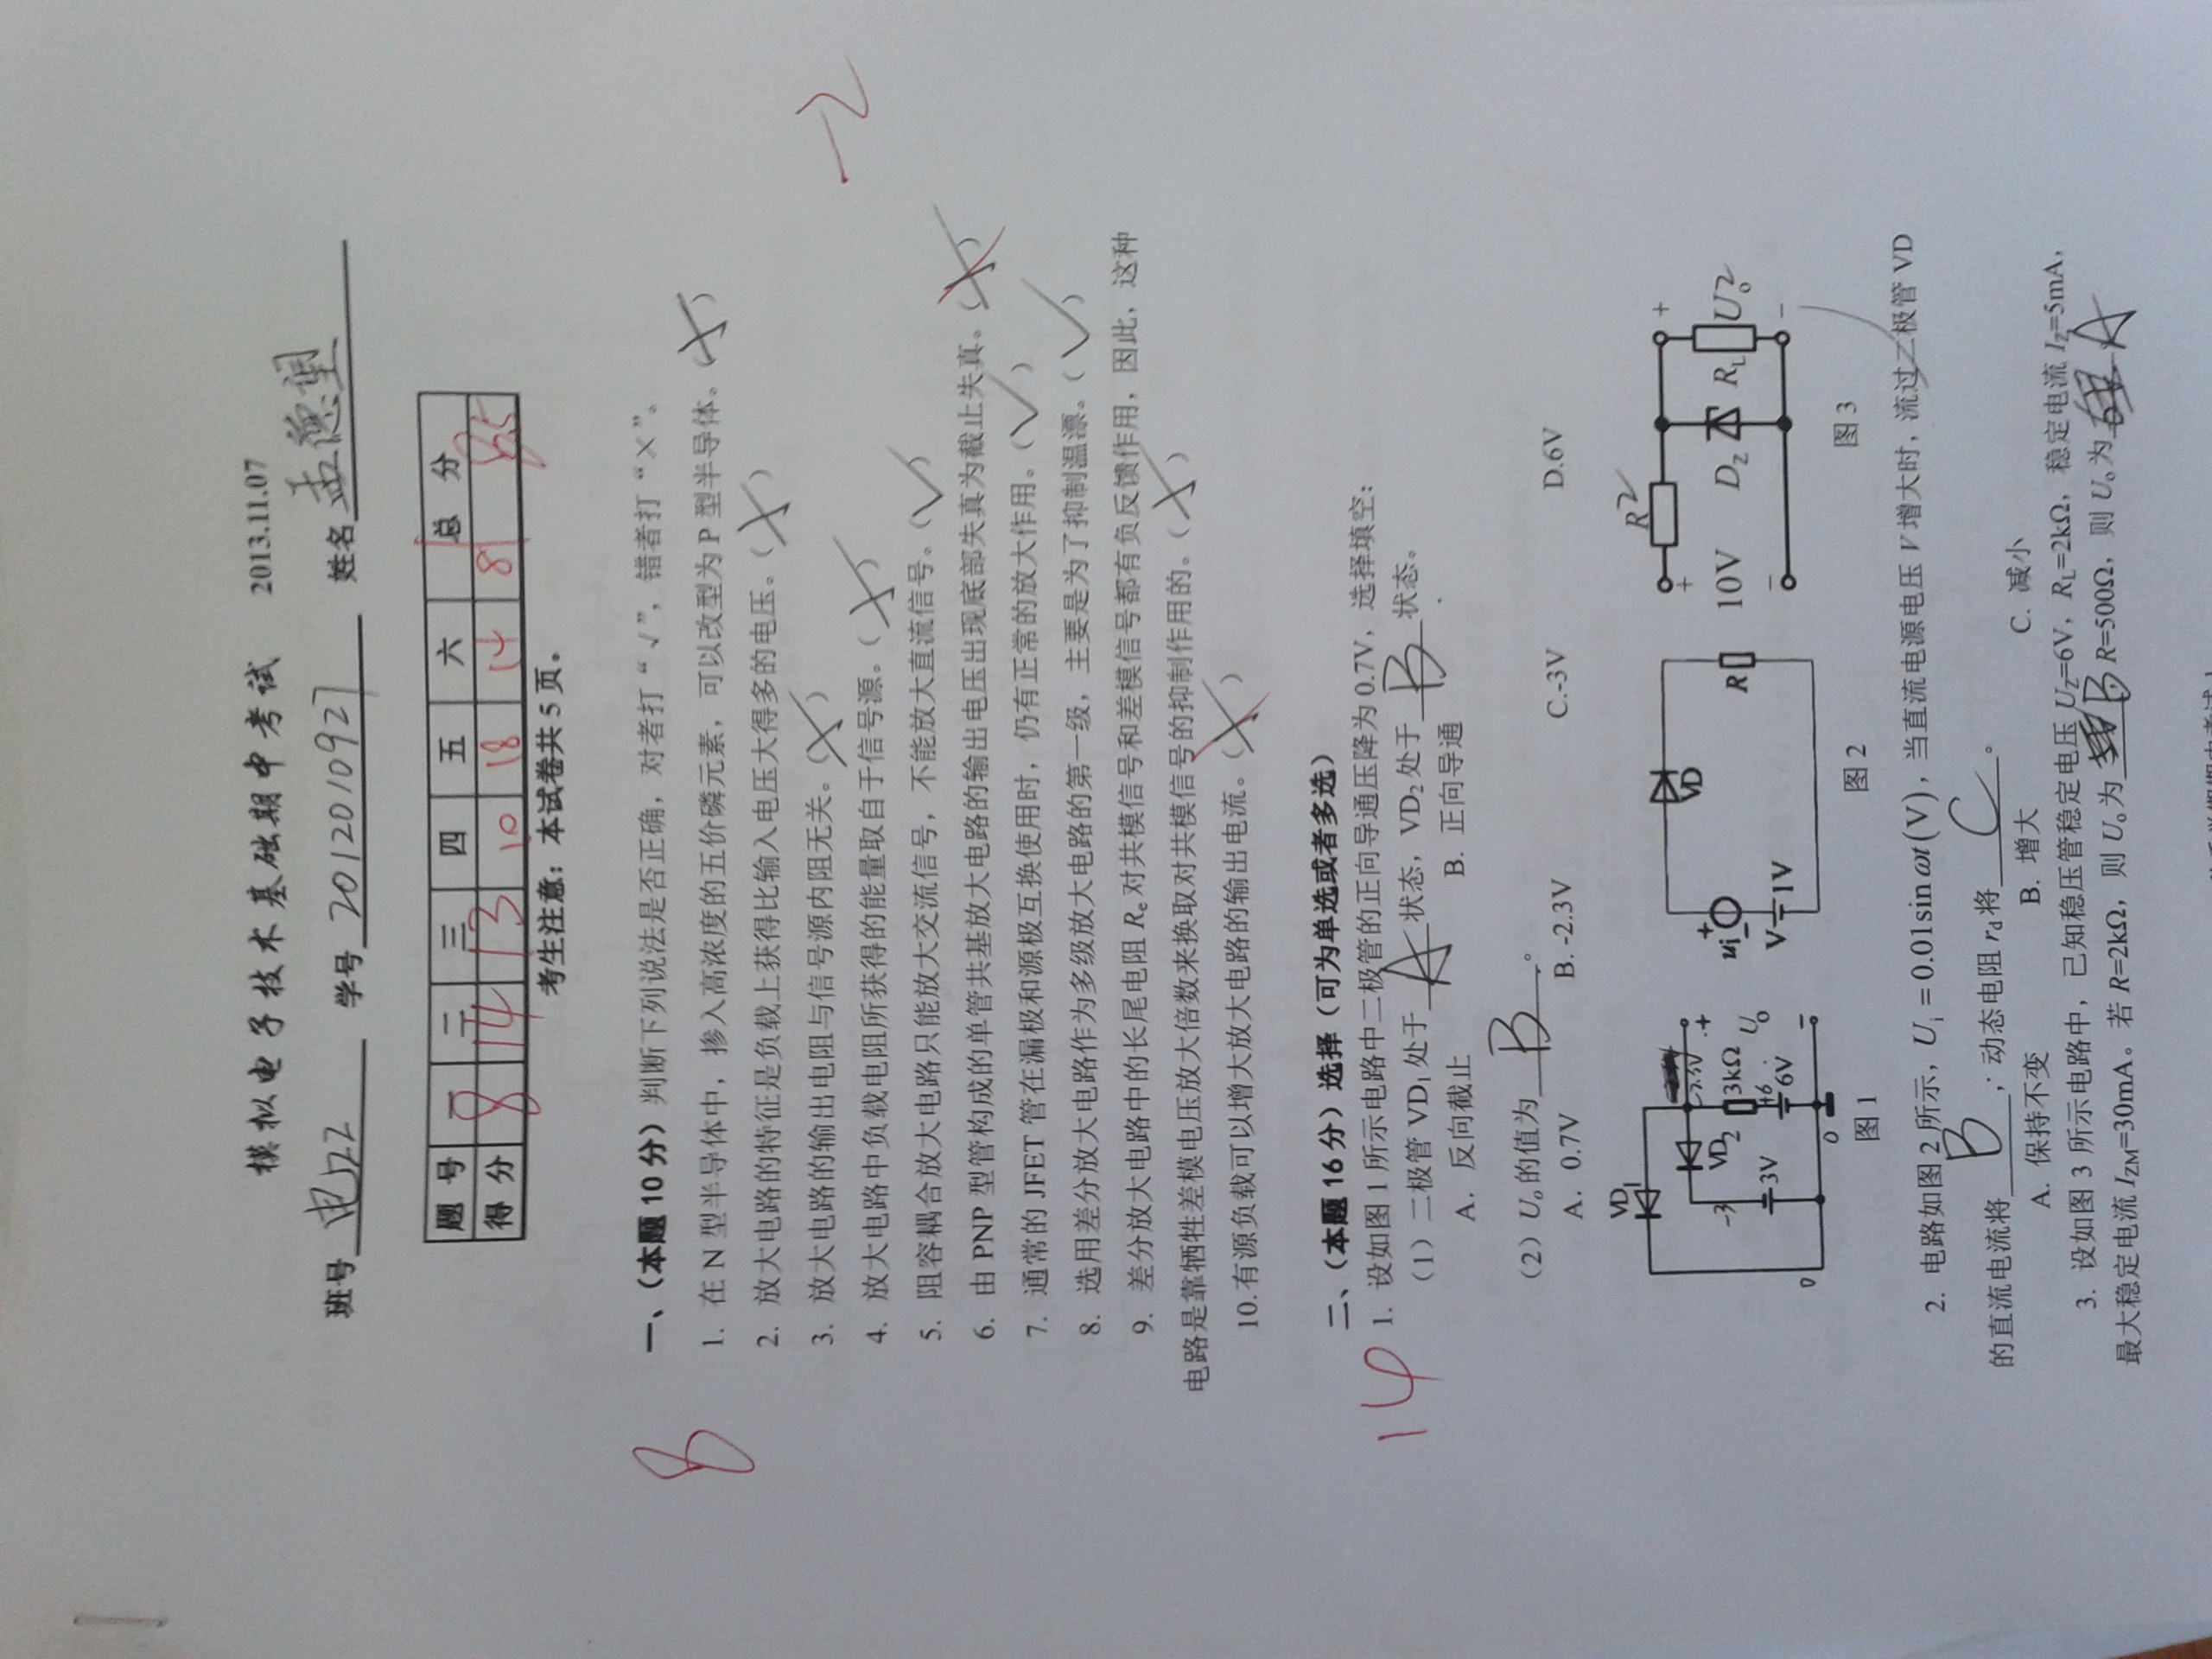 模拟电子技术基础期中考试 2013.11.07
班号 电22 学号 2012010927 姓名 孟德望
题号 一 二 三 四 五 六 总分
得分 8 14 13 10 18 14 8 85
考生注意：本试卷共 5 页。
8
一、（本题 10 分）判断下列说法是否正确，对者打“√”，错者打“×”。
1. 在 N 型半导体中，掺入高浓度的五价磷元素，可以改型为 P 型半导体。（×）
2. 放大电路的特征是负载上获得比输入电压大得多的电压。（×）
3. 放大电路的输出电阻与信号源内阻无关。（×）
-2
4. 放大电路中负载电阻所获得的能量取自于信号源。（×）
5. 阻容耦合放大电路只能放大交流信号，不能放大直流信号。（√）
6. 由 PNP 型管构成的单管共基放大电路的输出电压出现底部失真为截止失真。（×）
7. 通常的 JFET 管在漏极和源极互换使用时，仍有正常的放大作用。（√）
8. 选用差分放大电路作为多级放大电路的第一级，主要是为了抑制温漂。（√）
9. 差分放大电路中的长尾电阻 Re 对共模信号和差模信号都有负反馈作用，因此，这种
电路是靠牺牲差模电压放大倍数来换取对共模信号的抑制作用的。（×）
10.有源负载可以增大放大电路的输出电流。（×）
二、（本题 16 分）选择（可为单选或者多选）
14
1. 设如图 1 所示电路中二极管的正向导通压降为 0.7V，选择填空：
（1）二极管 VD1 处于 A 状态，VD2 处于 B 状态。
A. 反向截止 B. 正向导通
（2）Uo 的值为 B 。
A. 0.7V B. -2.3V C.-3V D.6V
VD1
-2.3V
VD2
-3
3kΩ
+
Uo
3V
+6
6V
-
0
0
图 1
VD
+
ui
-
V
1V
R
图 2
R 2
+
10V
-
DZ
RL
+
Uo 2
-
图 3
2. 电路如图 2 所示，Ui = 0.01sin ωt(V)，当直流电源电压 V 增大时，流过二极管 VD
的直流电流将 B ，动态电阻 rd 将 C 。
A. 保持不变 B. 增大 C. 减小
3. 设如图 3 所示电路中，已知稳压管稳定电压 UZ=6V，RL=2kΩ，稳定电流 IZ=5mA，
最大稳定电流 IZM=30mA。若 R=2kΩ，则 Uo 为 B R=500Ω，则 Uo 为 A